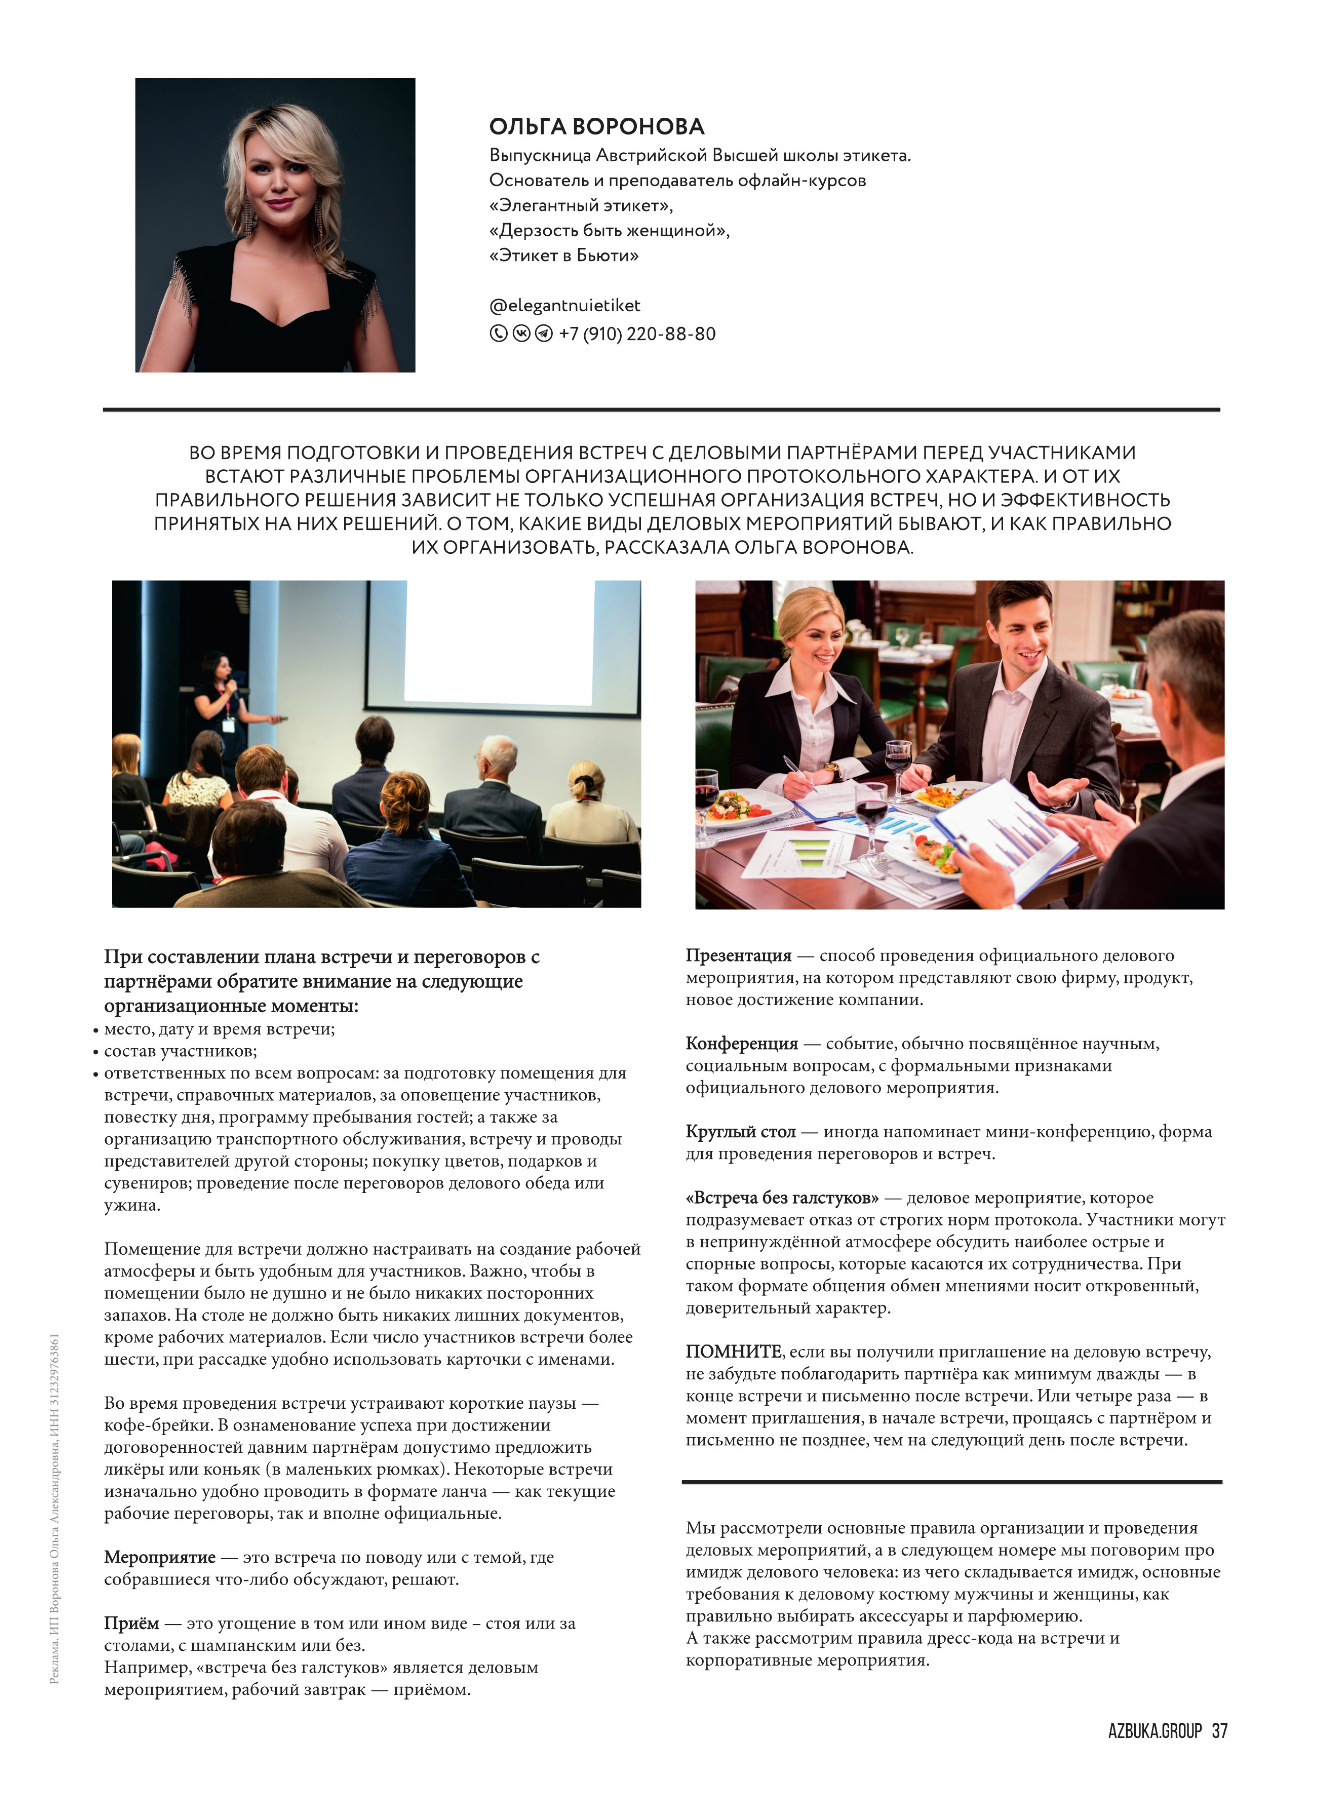 ОЛЬГА ВОРОНОВА
Выпускница Австрийской Высшей школы этикета.
Основатель и преподаватель офлайн-курсов
«Элегантный этикет»,
«Дерзость быть женщиной»,
«Этикет в Бьюти»
@elegantnuietiket
+7 (910) 220-88-80
ВО ВРЕМЯ ПОДГОТОВКИ И ПРОВЕДЕНИЯ ВСТРЕЧ С ДЕЛОВЫМИ ПАРТНЁРАМИ ПЕРЕД УЧАСТНИКАМИ
ВСТАЮТ РАЗЛИЧНЫЕ ПРОБЛЕМЫ ОРГАНИЗАЦИОННОГО ПРОТОКОЛЬНОГО ХАРАКТЕРА. И ОТ ИХ
ПРАВИЛЬНОГО РЕШЕНИЯ ЗАВИСИТ НЕ ТОЛЬКО УСПЕШНАЯ ОРГАНИЗАЦИЯ ВСТРЕЧ, НО И ЭФФЕКТИВНОСТЬ
ПРИНЯТЫХ НА НИХ РЕШЕНИЙ. О ТОМ, КАКИЕ ВИДЫ ДЕЛОВЫХ МЕРОПРИЯТИЙ БЫВАЮТ, И КАК ПРАВИЛЬНО
ИХ ОРГАНИЗОВАТЬ, РАССКАЗАЛА ОЛЬГА ВОРОНОВА.
При составлении плана встречи и переговоров с
партнёрами обратите внимание на следующие
организационные моменты:
• место, дату и время встречи;
• состав участников;
• ответственных по всем вопросам: за подготовку помещения для
встречи, справочных материалов, за оповещение участников,
повестку дня, программу пребывания гостей; а также за
организацию транспортного обслуживания, встречу и проводы
представителей другой стороны; покупку цветов, подарков и
сувениров; проведение после переговоров делового обеда или
ужина.
Помещение для встречи должно настраивать на создание рабочей
атмосферы и быть удобным для участников. Важно, чтобы в
помещении было не душно и не было никаких посторонних
запахов. На столе не должно быть никаких лишних документов,
кроме рабочих материалов. Если число участников встречи более
шести, при рассадке удобно использовать карточки с именами.
Во время проведения встречи устраивают короткие паузы —
кофе-брейки. В ознаменование успеха при достижении
договоренностей давним партнёрам допустимо предложить
ликёры или коньяк (в маленьких рюмках). Некоторые встречи
изначально удобно проводить в формате ланча — как текущие
рабочие переговоры, так и вполне официальные.
Мероприятие — это встреча по поводу или с темой, где
собравшиеся что-либо обсуждают, решают.
Приём — это угощение в том или ином виде – стоя или за
столами, с шампанским или без.
Например, «встреча без галстуков» является деловым
мероприятием, рабочий завтрак — приёмом.
Презентация — способ проведения официального делового
мероприятия, на котором представляют свою фирму, продукт,
новое достижение компании.
Конференция — событие, обычно посвящённое научным,
социальным вопросам, с формальными признаками
официального делового мероприятия.
Круглый стол — иногда напоминает мини-конференцию, форма
для проведения переговоров и встреч.
«Встреча без галстуков» — деловое мероприятие, которое
подразумевает отказ от строгих норм протокола. Участники могут
в непринуждённой атмосфере обсудить наиболее острые и
спорные вопросы, которые касаются их сотрудничества. При
таком формате общения обмен мнениями носит откровенный,
доверительный характер.
ПОМНИТЕ, если вы получили приглашение на деловую встречу,
не забудьте поблагодарить партнёра как минимум дважды — в
конце встречи и письменно после встречи. Или четыре раза — в
момент приглашения, в начале встречи, прощаясь с партнёром и
письменно не позднее, чем на следующий день после встречи.
Мы рассмотрели основные правила организации и проведения
деловых мероприятий, а в следующем номере мы поговорим про
имидж делового человека: из чего складывается имидж, основные
требования к деловому костюму мужчины и женщины, как
правильно выбирать аксессуары и парфюмерию.
А также рассмотрим правила дресс-кода на встречи и
корпоративные мероприятия.
Реклама. ИП Воронова Ольга Александровна, ИНН 312329763861
AZBUKA.GROUP 37